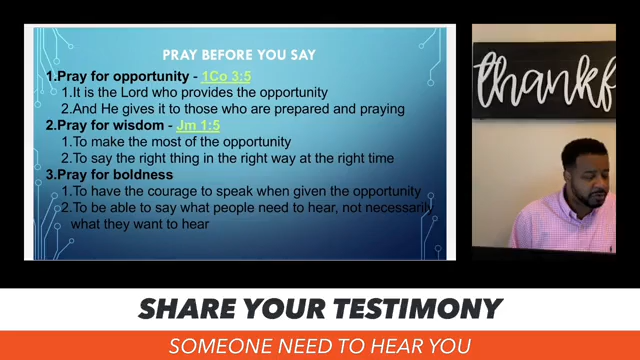 PRAY BEFORE YOU SAY
1.Pray for opportunity - 1Co 3:5
1.It is the Lord who provides the opportunity
2.And He gives it to those who are prepared and praying
2.Pray for wisdom - Jm 1:5
1.To make the most of the opportunity
2.To say the right thing in the right way at the right time
3.Pray for boldness
1.To have the courage to speak when given the opportunity
2.To be able to say what people need to hear, not necessarily
what they want to hear
thankf
SHARE YOUR TESTIMONY
SOMEONE NEED TO HEAR YOU